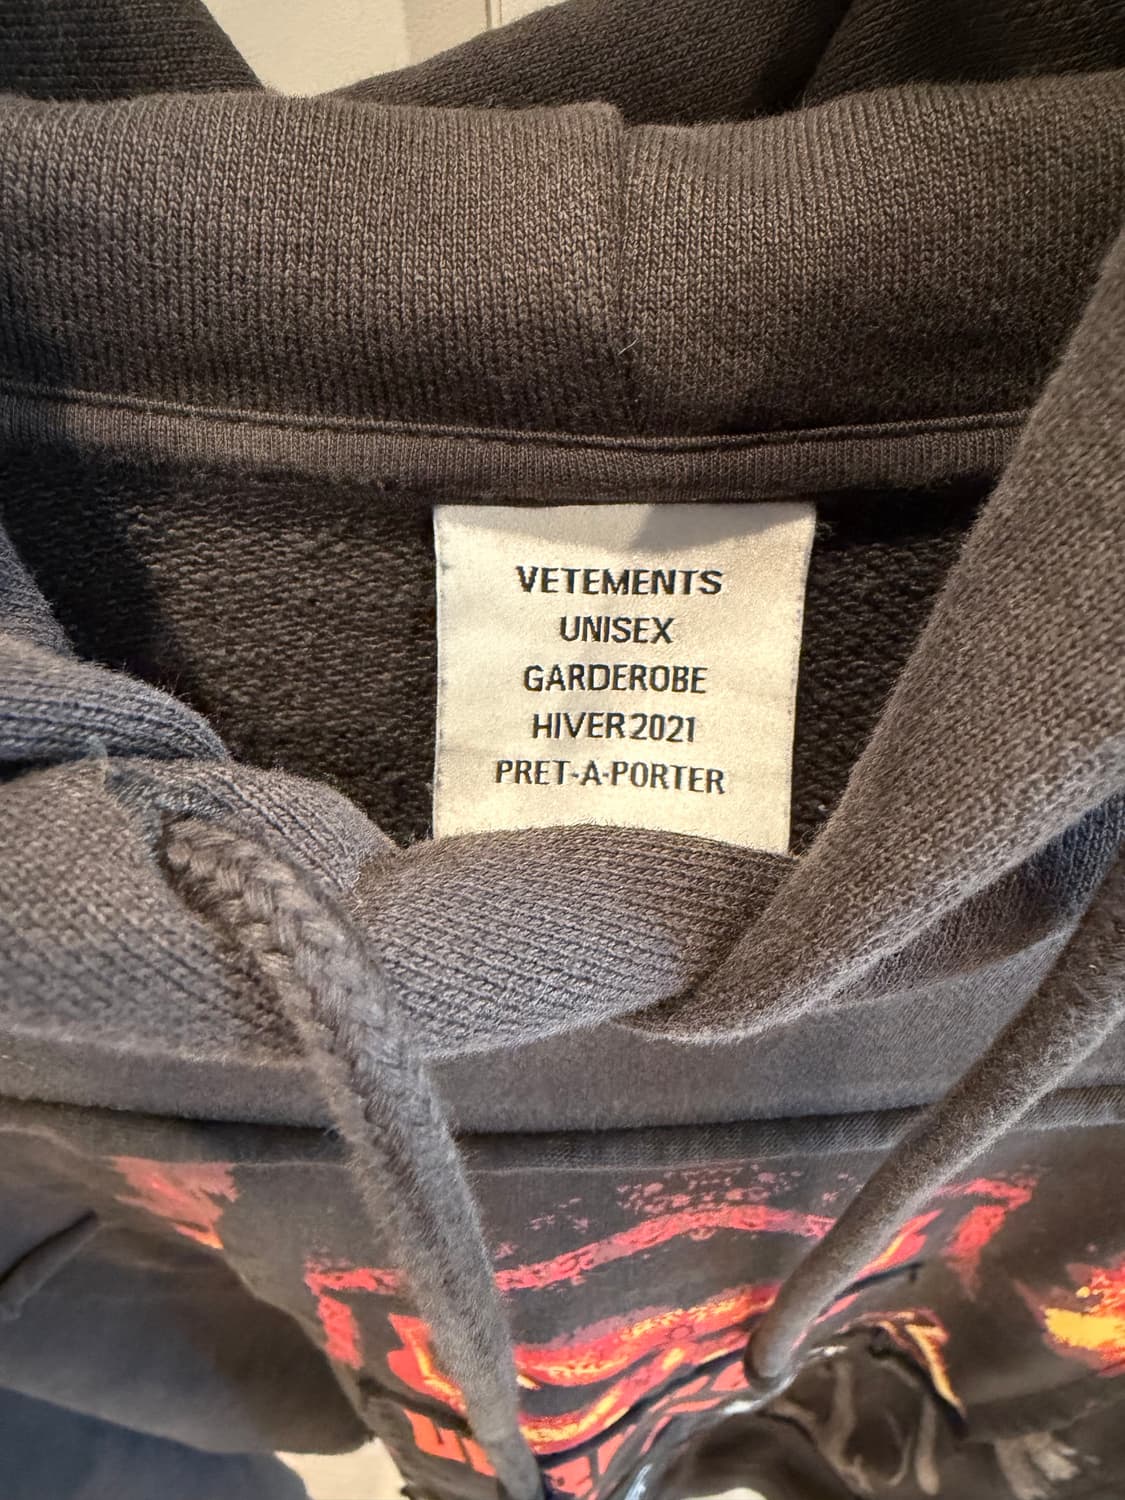 VETEMENTS
UNISEX
GARDEROBE
HIVER 2021
PRET-A-PORTER